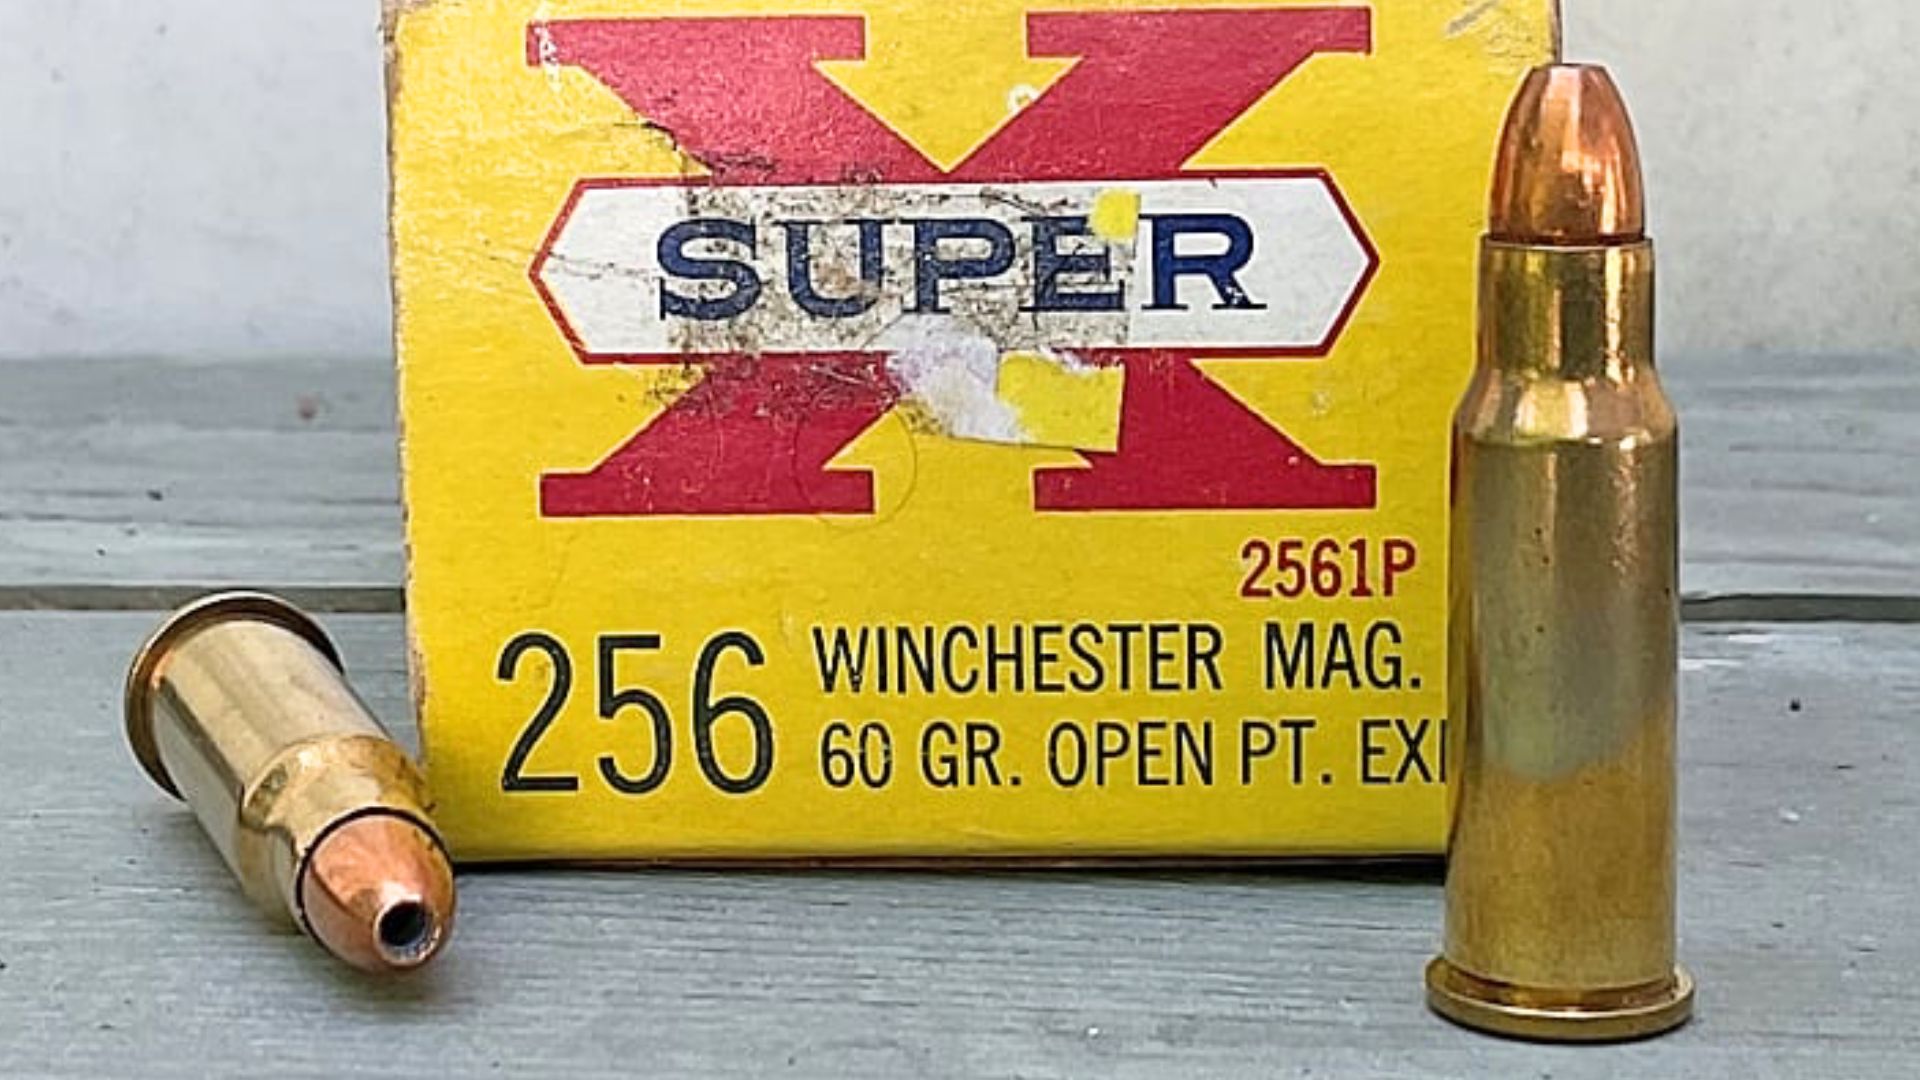 X
SUPER
2561P
256 WINCHESTER MAG.
60 GR. OPEN PT.